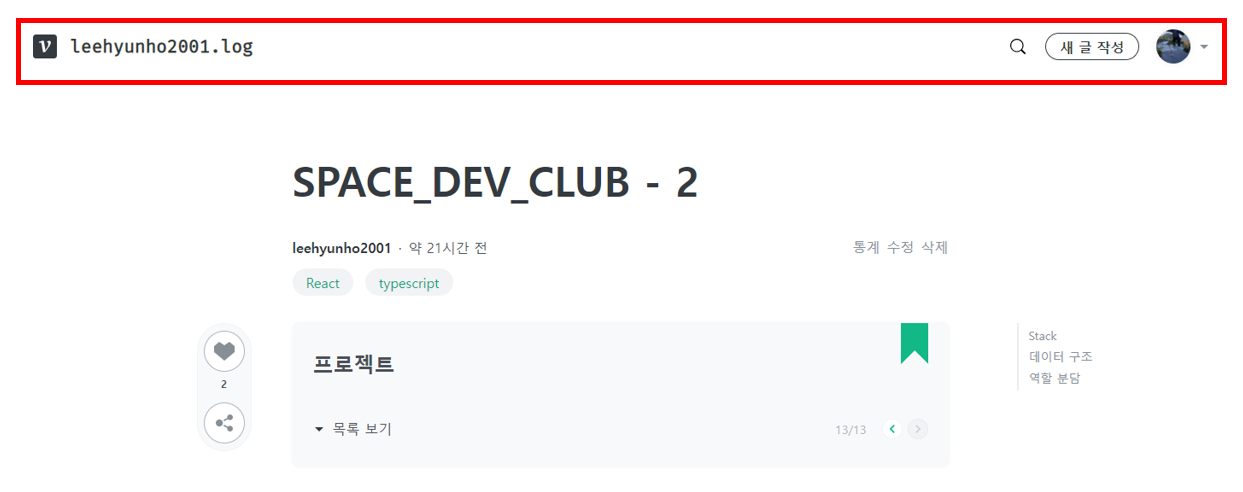 v leehyunho2001.log 새 글 작성
SPACE_DEV_CLUB - 2
leehyunho2001 · 약 21시간 전 통계 수정 삭제
React typescript
프로젝트
2
목록 보기 13/13
Stack
데이터 구조
역할 분담